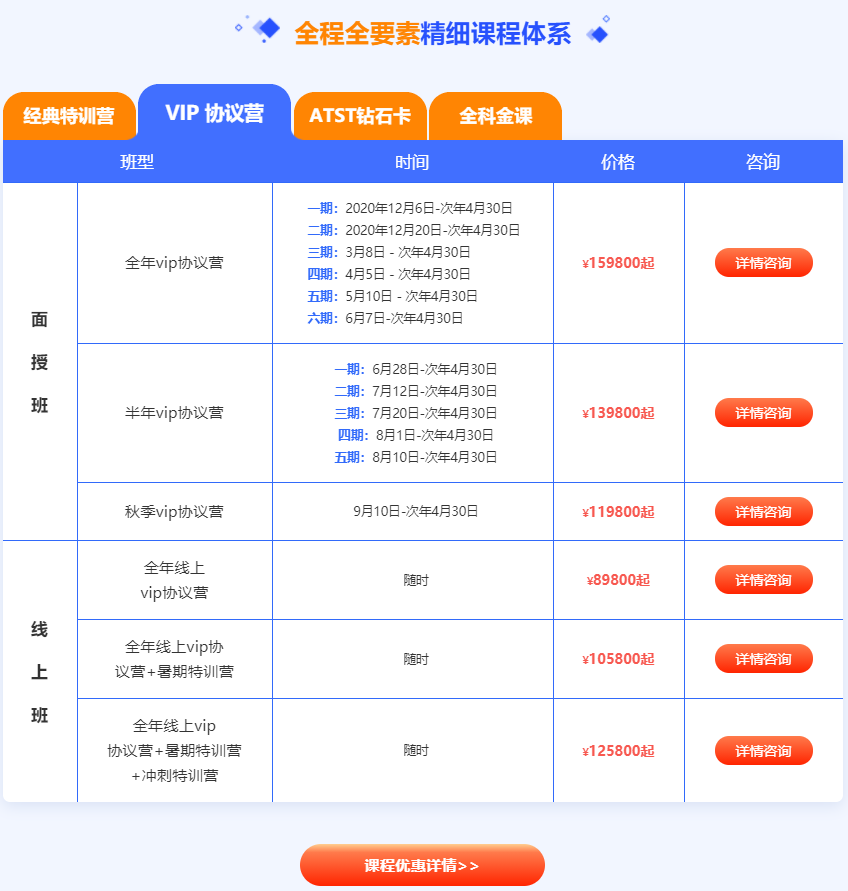 全程全要素精细课程体系
经典特训营
VIP 协议营
ATST钻石卡
全科金课
班型
时间
价格
咨询
面授班
全年vip协议营
一期：2020年12月6日-次年4月30日
二期：2020年12月20日-次年4月30日
三期：3月8日 - 次年4月30日
四期：4月5日 - 次年4月30日
五期：5月10日 - 次年4月30日
六期：6月7日-次年4月30日
¥159800起
详情咨询
半年vip协议营
一期：6月28日-次年4月30日
二期：7月12日-次年4月30日
三期：7月20日-次年4月30日
四期：8月1日-次年4月30日
五期：8月10日-次年4月30日
¥139800起
详情咨询
秋季vip协议营
9月10日-次年4月30日
¥119800起
详情咨询
线上班
全年线上
vip协议营
随时
¥89800起
详情咨询
全年线上vip协
议营+暑期特训营
随时
¥105800起
详情咨询
全年线上vip
协议营+暑期特训营
+冲刺特训营
随时
¥125800起
详情咨询
课程优惠详情>>